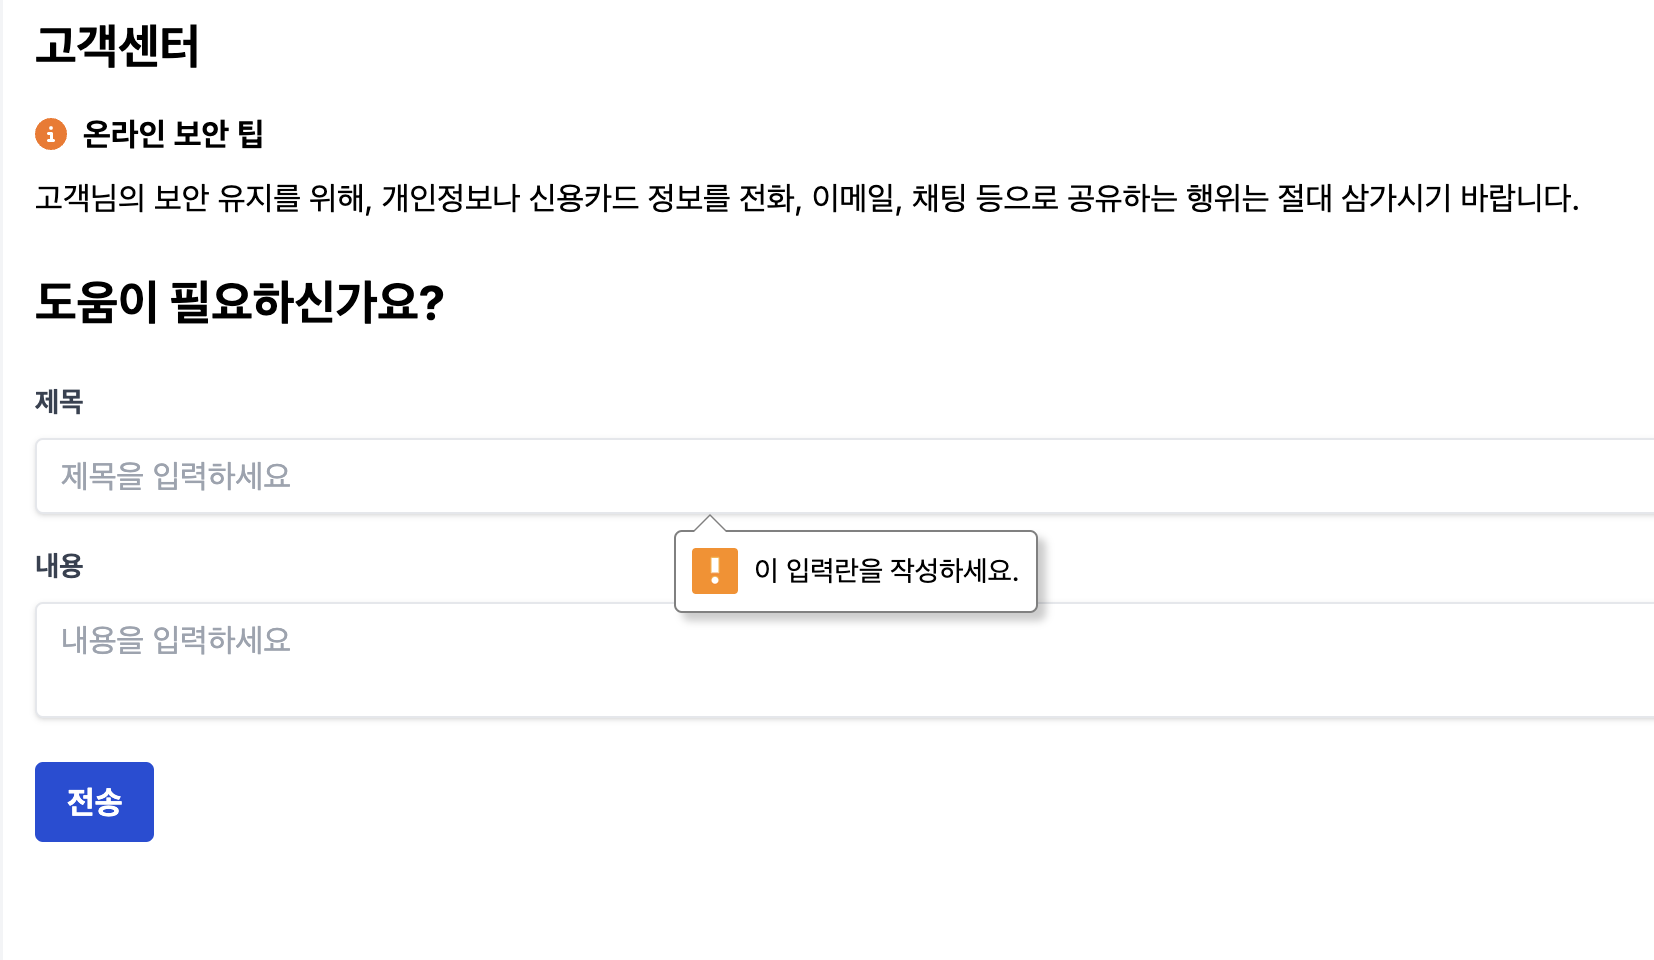 고객센터
온라인 보안 팁
고객님의 보안 유지를 위해, 개인정보나 신용카드 정보를 전화, 이메일, 채팅 등으로 공유하는 행위는 절대 삼가시기 바랍니다.
도움이 필요하신가요?
제목
제목을 입력하세요
이 입력란을 작성하세요.
내용
내용을 입력하세요
전송